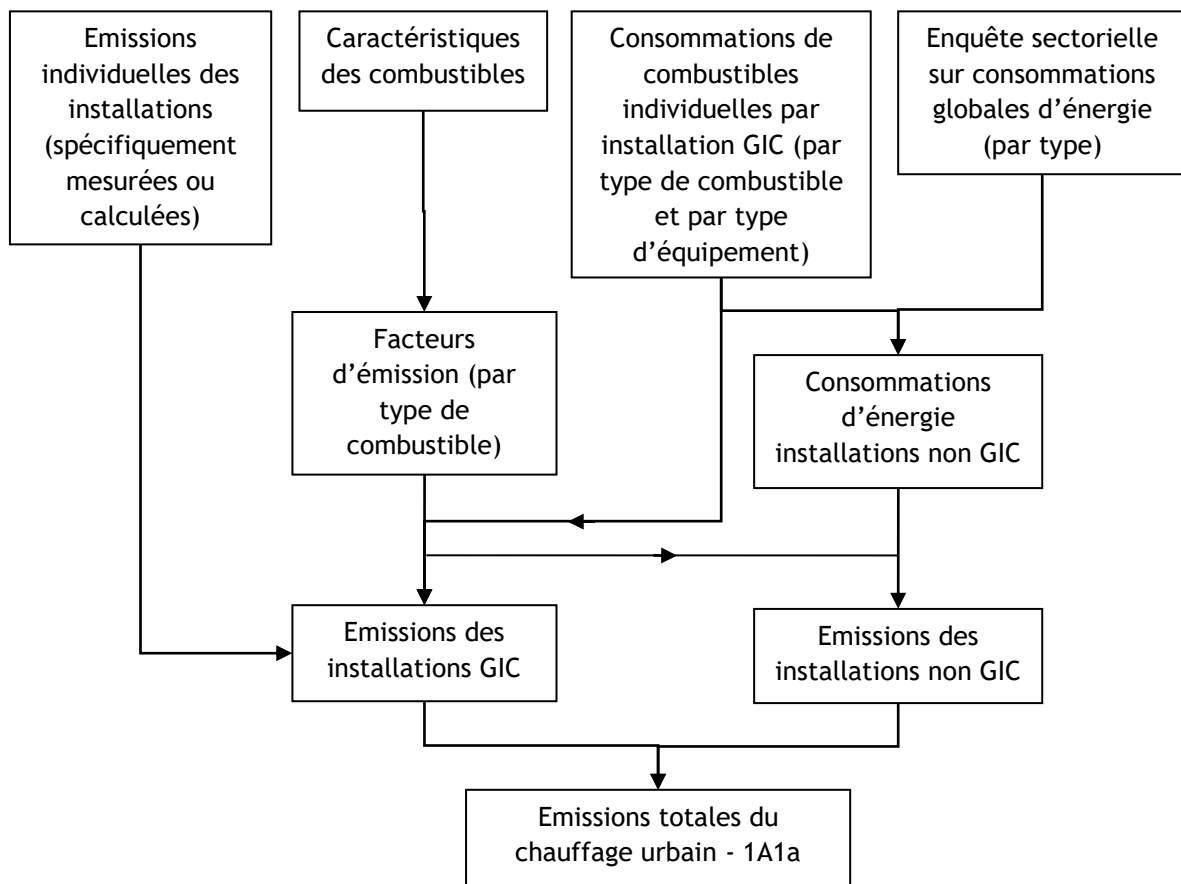 Emissions
individuelles des
installations
(spécifiquement
mesurées ou
calculées)
Caractéristiques
des combustibles
Consommations de
combustibles
individuelles par
installation GIC (par
type de combustible
et par type
d'équipement)
Enquête sectorielle
sur consommations
globales d'énergie
(par type)
Facteurs
d'émission (par
type de
combustible)
Consommations
d'énergie
installations non GIC
Emissions des
installations GIC
Emissions des
installations non GIC
Emissions totales du
chauffage urbain - 1A1a